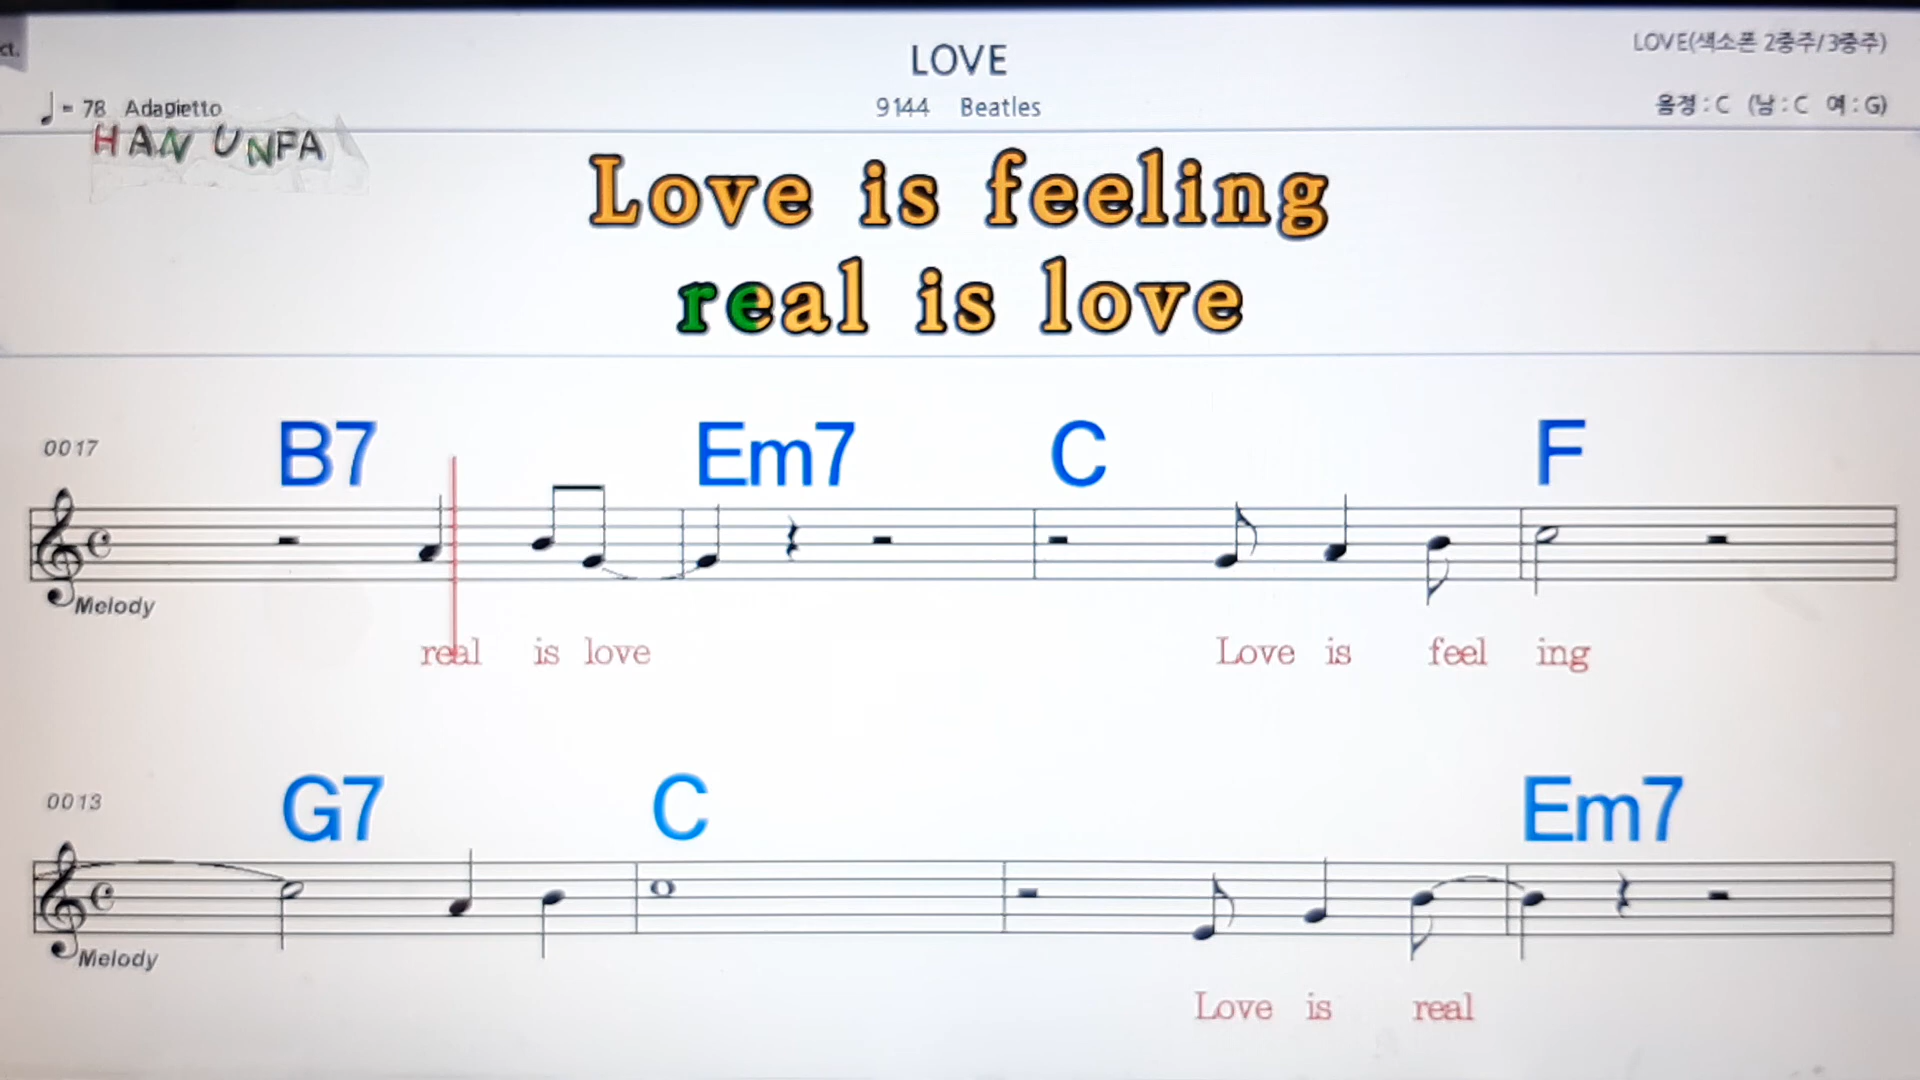 ct.
LOVE
LOVE(색소폰 2중주/3중주)
= 78 Adagietto
9144 Beatles
음정 : C (남 : C 여 : G)
HAN UNFA
Love is feeling
real is love
0017
B7 Em7 C F
Melody
real is love Love is feel ing
0013
G7 C Em7
Melody
Love is real